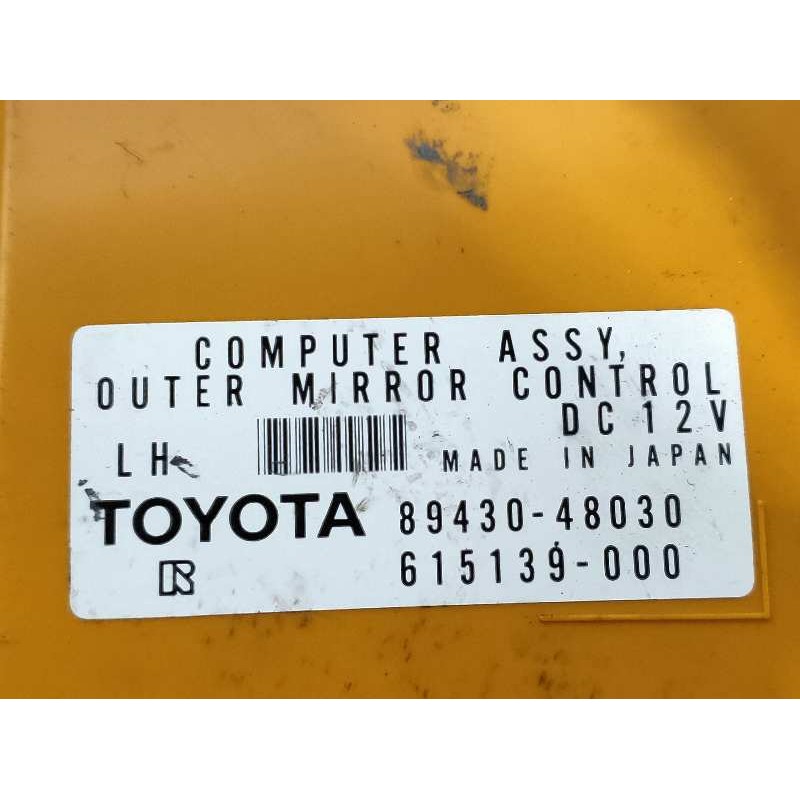 COMPUTER ASSY,
OUTER MIRROR CONTROL
DC12V
LH MADE IN JAPAN
TOYOTA 89430-48030
R 615139-000